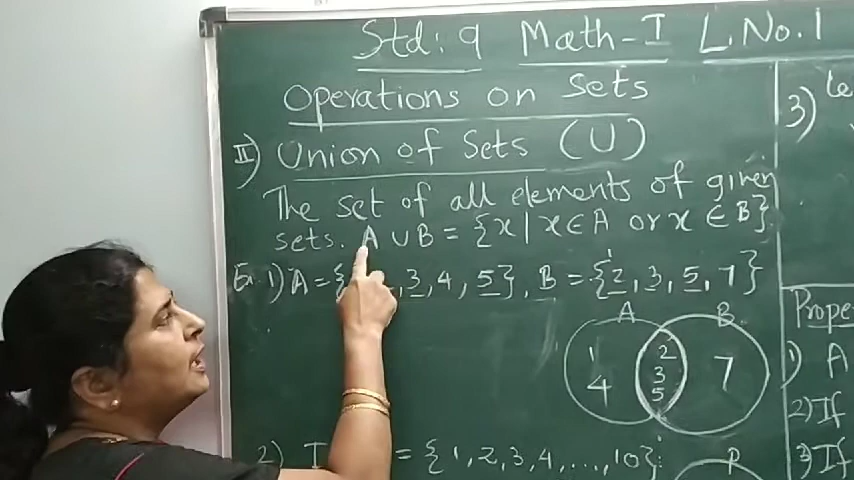 Std: 9 Math-I L.No.1
Operations on Sets
II) Union of Sets (U)
The set of all elements of given
sets. A ∪ B = {x | x ∈ A or x ∈ B}
Ex 1) A = { , 3, 4, 5}, B = {2, 3, 5, 7}
A B
1 2
3 7
4 5
2) I = {1, 2, 3, 4, ..., 10}
P
3)
Prope
1) A
2) If
3) If